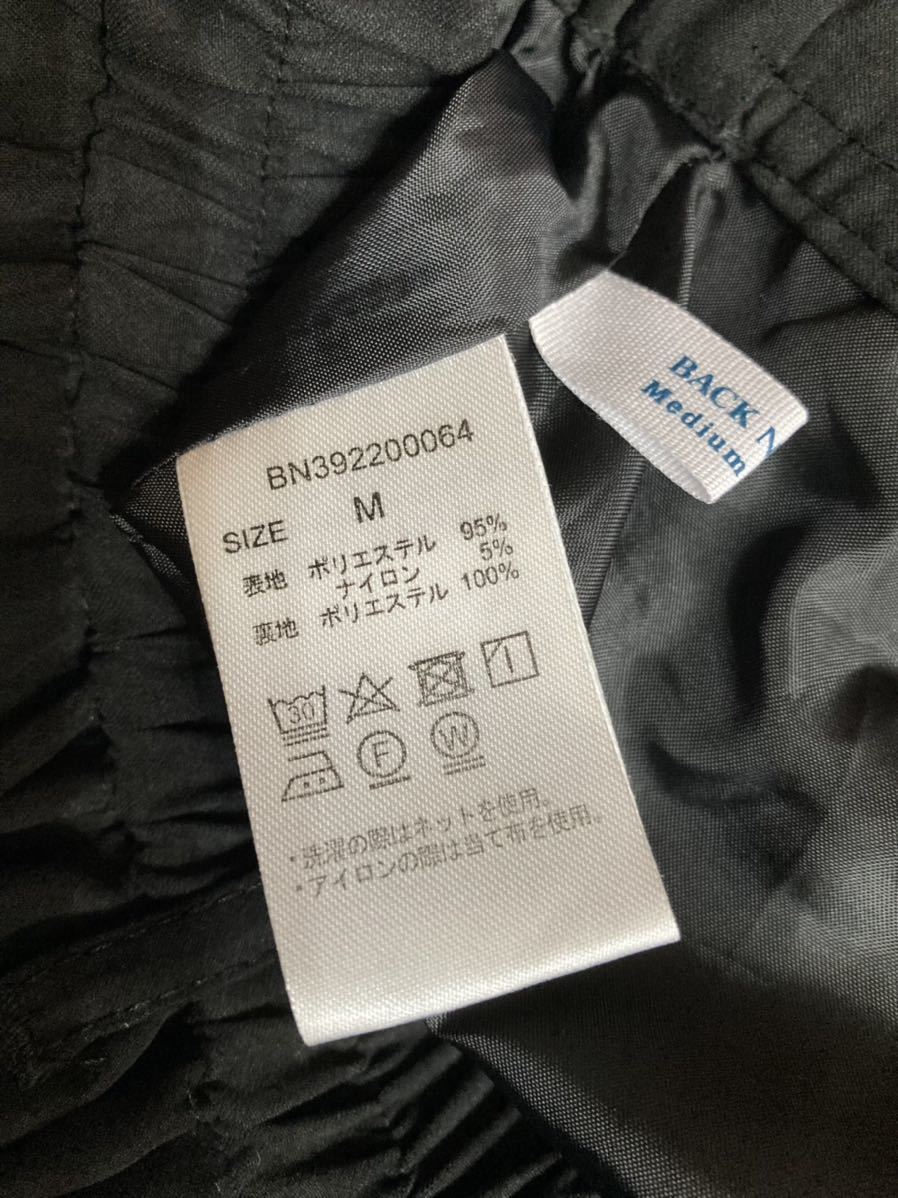 BN392200064
SIZE M
表地 ポリエステル 95%
ナイロン 5%
裏地 ポリエステル 100%
30
F W
・洗濯の際はネットを使用。
・アイロンの際は当て布を使用。
BACK N
Medium